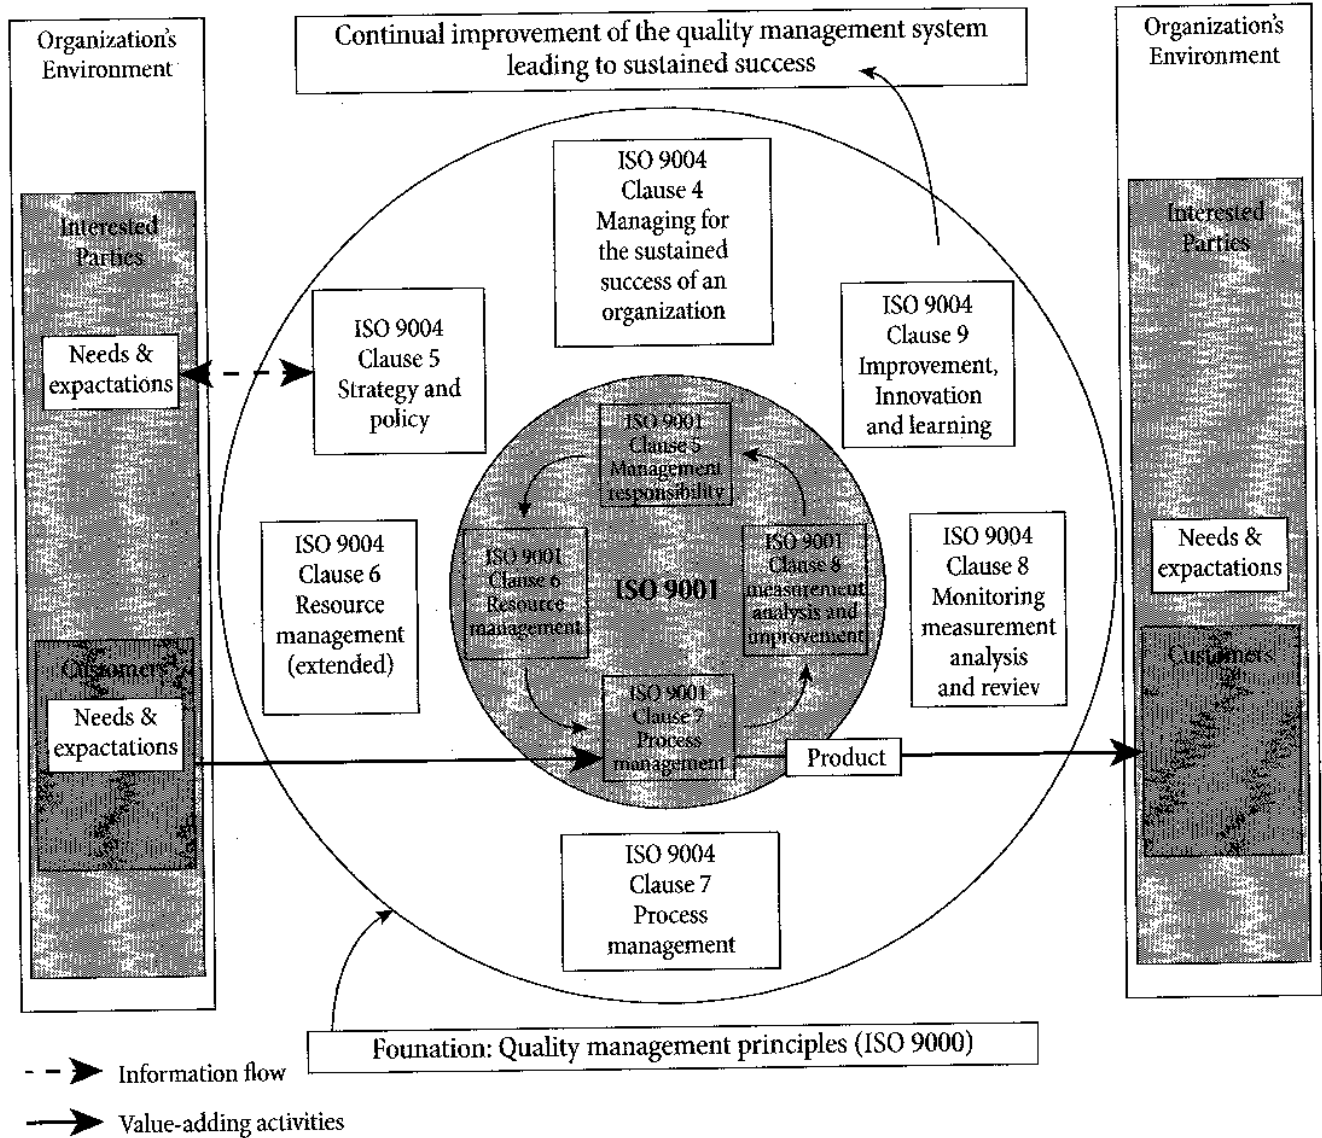 Organization's
Environment
Continual improvement of the quality management system
leading to sustained success
Organization's
Environment
Interested
Parties
Needs &
expactations
Customers
Needs &
expactations
ISO 9004
Clause 4
Managing for
the sustained
success of an
organization
ISO 9004
Clause 5
Strategy and
policy
ISO 9004
Clause 9
Improvement,
Innovation
and learning
ISO 9004
Clause 6
Resource
management
(extended)
ISO 9001
Clause 5
Management
responsibility
ISO 9001
Clause 6
Resource
management
ISO 9001
ISO 9001
Clause 8
measurement
analysis and
improvement
ISO 9001
Clause 7
Process
management
Product
ISO 9004
Clause 8
Monitoring
measurement
analysis
and reviev
ISO 9004
Clause 7
Process
management
Interested
Parties
Needs &
expactations
Customers
Founation: Quality management principles (ISO 9000)
Information flow
Value-adding activities